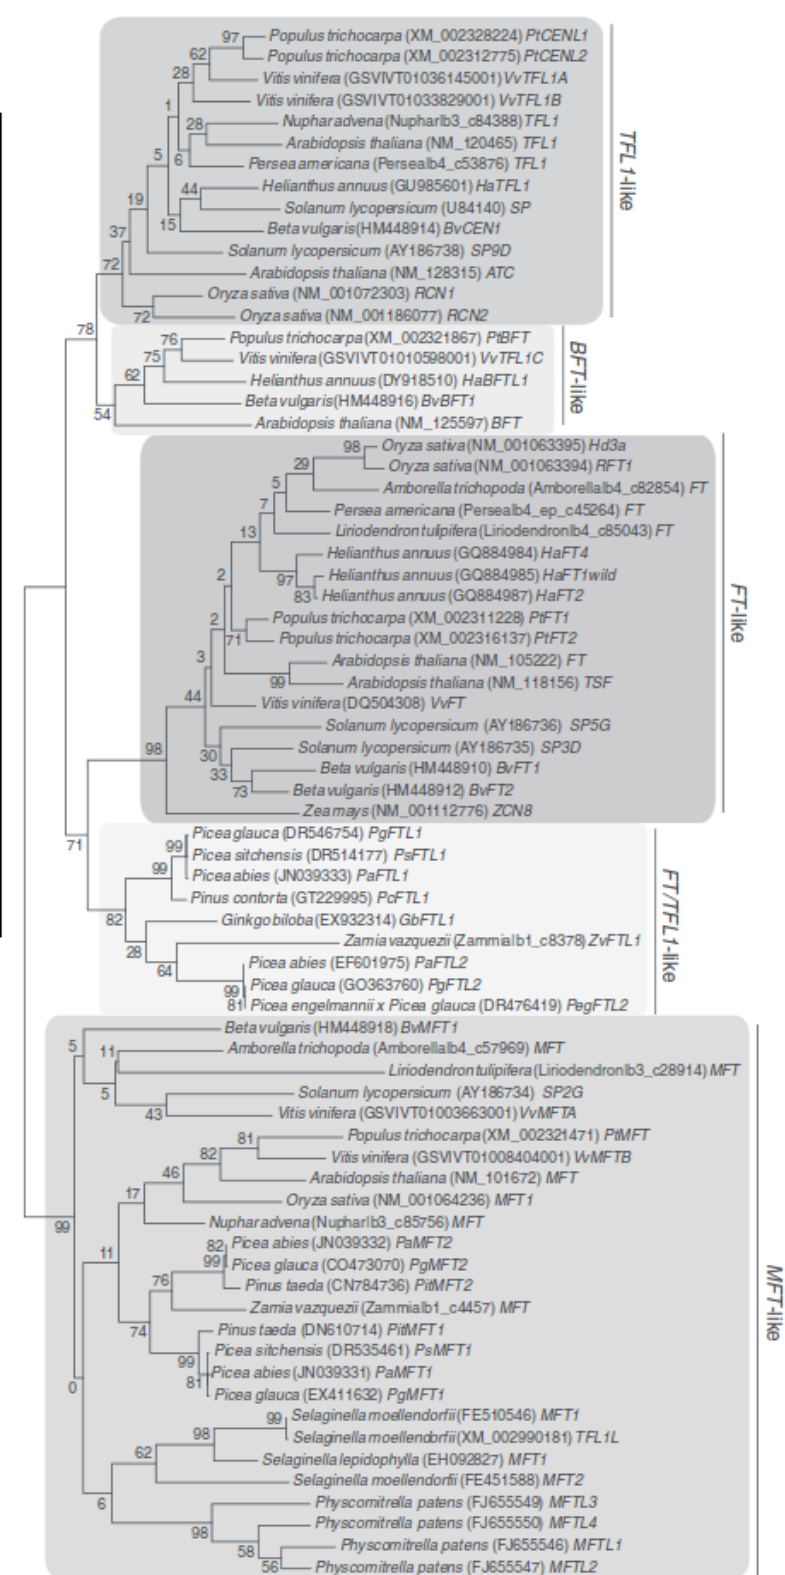 97 Populus trichocarpa (XM_002328224) PtCENL1
62 Populus trichocarpa (XM_002312775) PtCENL2
28 Vitis vinifera (GSVIVT01036145001) VvTFL1A
1 Vitis vinifera (GSVIVT01033829001) VvTFL1B
28 Nuphar advena (Nupharlb3_c84388) TFL1
Arabidopsis thaliana (NM_120465) TFL1
5 6 Persea americana (Persealb4_c53876) TFL1
44 Helianthus annuus (GU985601) HaTFL1
19 Solanum lycopersicum (U84140) SP
15 Beta vulgaris (HM448914) BvCEN1
37 Solanum lycopersicum (AY186738) SP9D
72 Arabidopsis thaliana (NM_128315) ATC
Oryza sativa (NM_001072303) RCN1
72 Oryza sativa (NM_001186077) RCN2
TFL1-like
78
76 Populus trichocarpa (XM_002321867) PtBFT
75 Vitis vinifera (GSVIVT01010598001) VvTFL1C
62 Helianthus annuus (DY918510) HaBFTL1
Beta vulgaris (HM448916) BvBFT1
54 Arabidopsis thaliana (NM_125597) BFT
BFT-like
98 Oryza sativa (NM_001063395) Hd3a
29 Oryza sativa (NM_001063394) RFT1
5 Amborella trichopoda (Amborellalb4_c82854) FT
7 Persea americana (Persealb4_ep_c45264) FT
13 Liriodendron tulipifera (Liriodendronlb4_c85043) FT
Helianthus annuus (GQ884984) HaFT4
2 97 Helianthus annuus (GQ884985) HaFT1wild
83 Helianthus annuus (GQ884987) HaFT2
2 Populus trichocarpa (XM_002311228) PtFT1
71 Populus trichocarpa (XM_002316137) PtFT2
3 Arabidopsis thaliana (NM_105222) FT
99 Arabidopsis thaliana (NM_118156) TSF
44 Vitis vinifera (DQ504308) VvFT
Solanum lycopersicum (AY186736) SP5G
98 30 Solanum lycopersicum (AY186735) SP3D
33 Beta vulgaris (HM448910) BvFT1
73 Beta vulgaris (HM448912) BvFT2
Zea mays (NM_001112776) ZCN8
FT-like
71
99 Picea glauca (DR546754) PgFTL1
99 Picea sitchensis (DR514177) PsFTL1
Picea abies (JN039333) PaFTL1
Pinus contorta (GT229995) PcFTL1
82 Ginkgo biloba (EX932314) GbFTL1
28 Zamia vazquezii (Zammialb1_c8378) ZvFTL1
64 Picea abies (EF601975) PaFTL2
99 Picea glauca (GO363760) PgFTL2
81 Picea engelmannii x Picea glauca (DR476419) PegFTL2
FT/TFL1-like
Beta vulgaris (HM448918) BvMFT1
5 11 Amborella trichopoda (Amborellalb4_c57969) MFT
Liriodendron tulipifera (Liriodendronlb3_c28914) MFT
5 Solanum lycopersicum (AY186734) SP2G
43 Vitis vinifera (GSVIVT01003663001) VvMFTA
81 Populus trichocarpa (XM_002321471) PtMFT
82 Vitis vinifera (GSVIVT01008404001) VvMFTB
46 Arabidopsis thaliana (NM_101672) MFT
17 Oryza sativa (NM_001064236) MFT1
99 Nuphar advena (Nupharlb3_c85756) MFT
11 82 Picea abies (JN039332) PaMFT2
99 Picea glauca (CO473070) PgMFT2
76 Pinus taeda (CN784736) PitMFT2
Zamia vazquezii (Zammialb1_c4457) MFT
74 Pinus taeda (DN610714) PitMFT1
99 Picea sitchensis (DR535461) PsMFT1
0 81 Picea abies (JN039331) PaMFT1
Picea glauca (EX411632) PgMFT1
99 Selaginella moellendorfii (FE510546) MFT1
98 Selaginella moellendorfii (XM_002990181) TFL1L
62 Selaginella lepidophylla (EH092827) MFT1
Selaginella moellendorfii (FE451588) MFT2
6 Physcomitrella patens (FJ655549) MFTL3
98 Physcomitrella patens (FJ655550) MFTL4
58 Physcomitrella patens (FJ655546) MFTL1
56 Physcomitrella patens (FJ655547) MFTL2
MFT-like